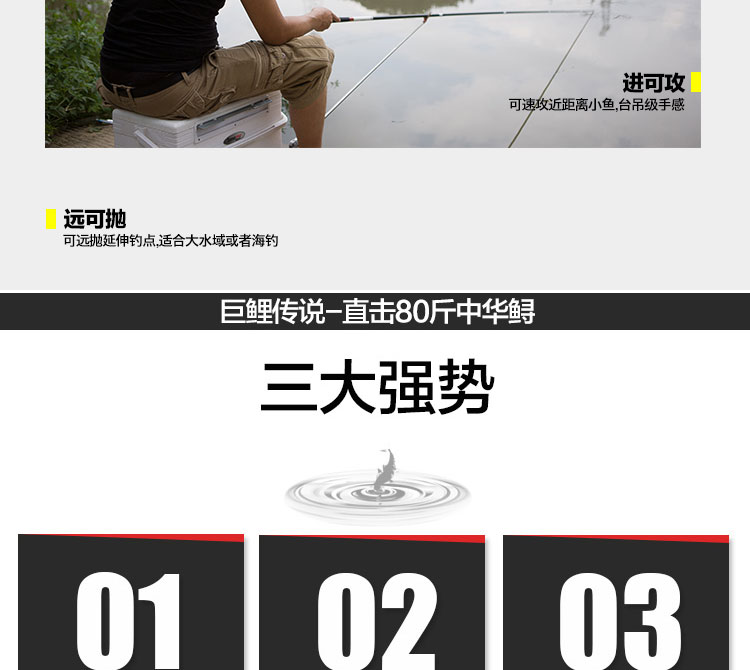 进可攻
可速攻近距离小鱼,台吊级手感
远可抛
可远抛延伸钓点,适合大水域或者海钓
巨鲤传说-直击80斤中华鲟
三大强势
01
02
03